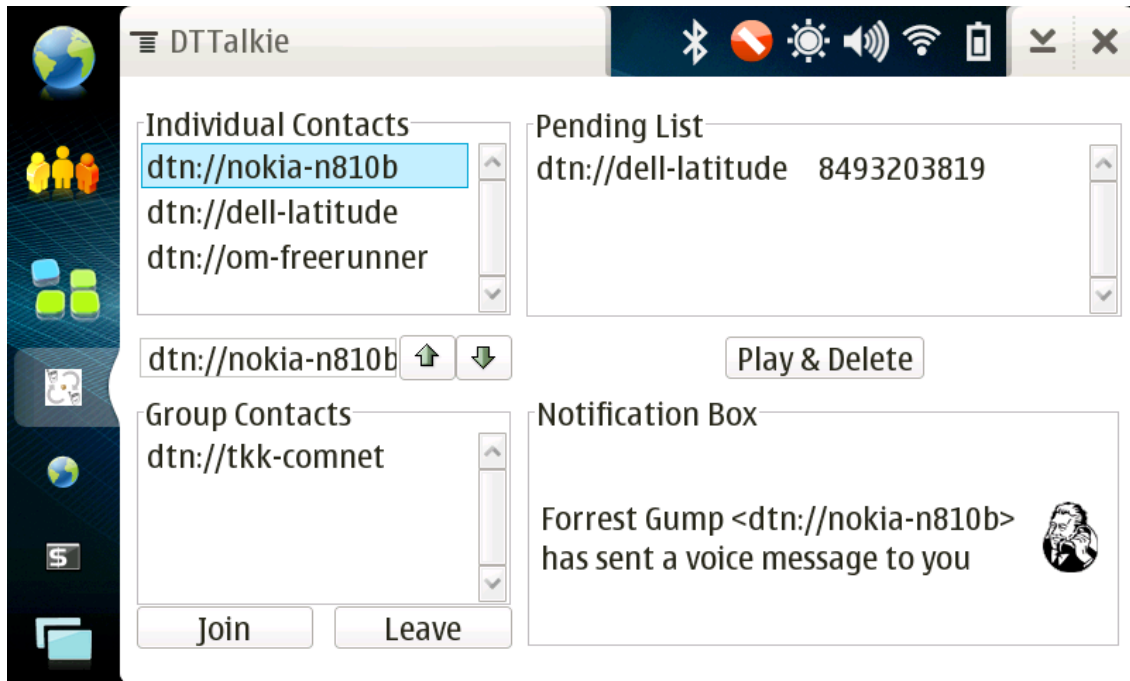 DTTalkie
Individual Contacts
dtn://nokia-n810b
dtn://dell-latitude
dtn://om-freerunner
dtn://nokia-n810b
Group Contacts
dtn://tkk-comnet
Join
Leave
Pending List
dtn://dell-latitude 8493203819
Play & Delete
Notification Box
Forrest Gump <dtn://nokia-n810b>
has sent a voice message to you
$